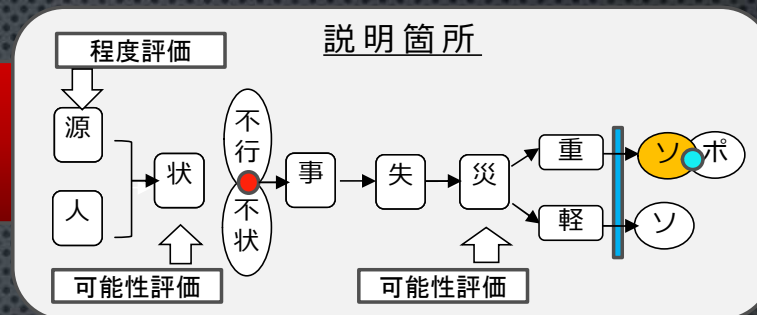 説明箇所
程度評価
源
人
状
不
行
不
状
事
失
災
重
軽
ソ
ポ
ソ
可能性評価
可能性評価